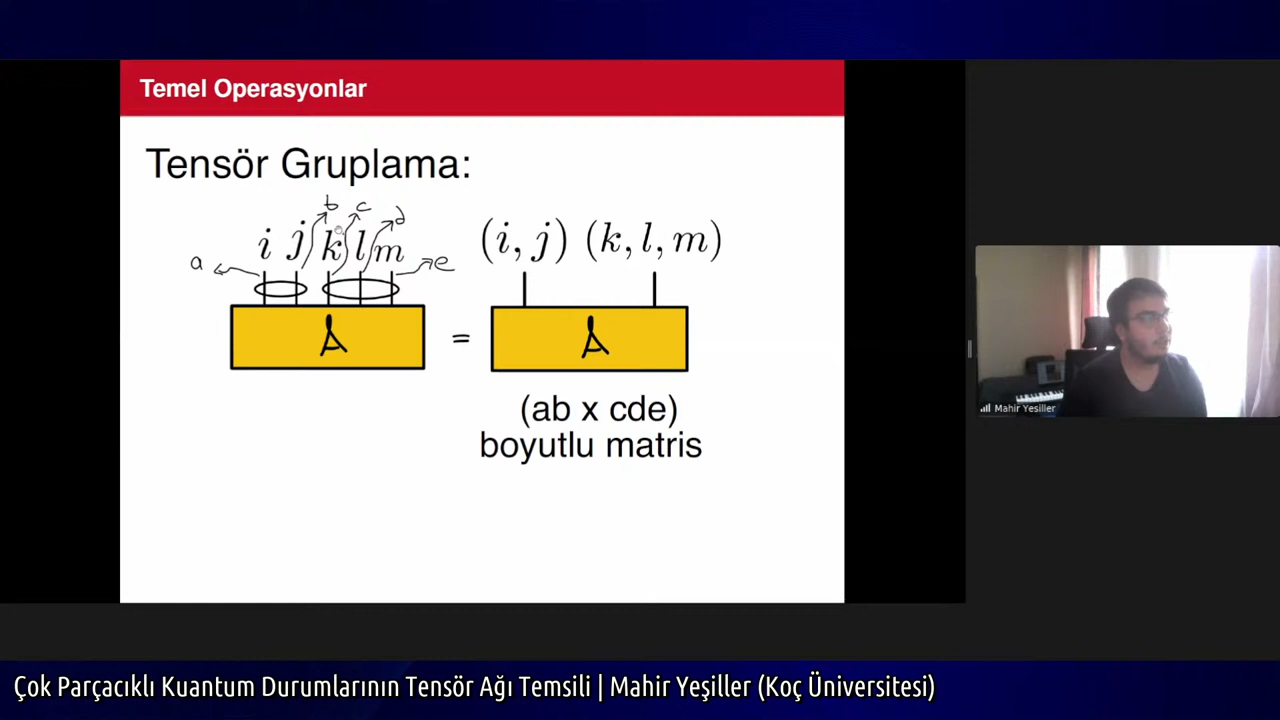 Temel Operasyonlar
Tensör Gruplama:
b c d
i j k l m
(i, j) (k, l, m)
a e
A = A
(ab x cde)
boyutlu matris
Mahir Yesiller
Çok Parçacıklı Kuantum Durumlarının Tensör Ağı Temsili | Mahir Yeşiller (Koç Üniversitesi)